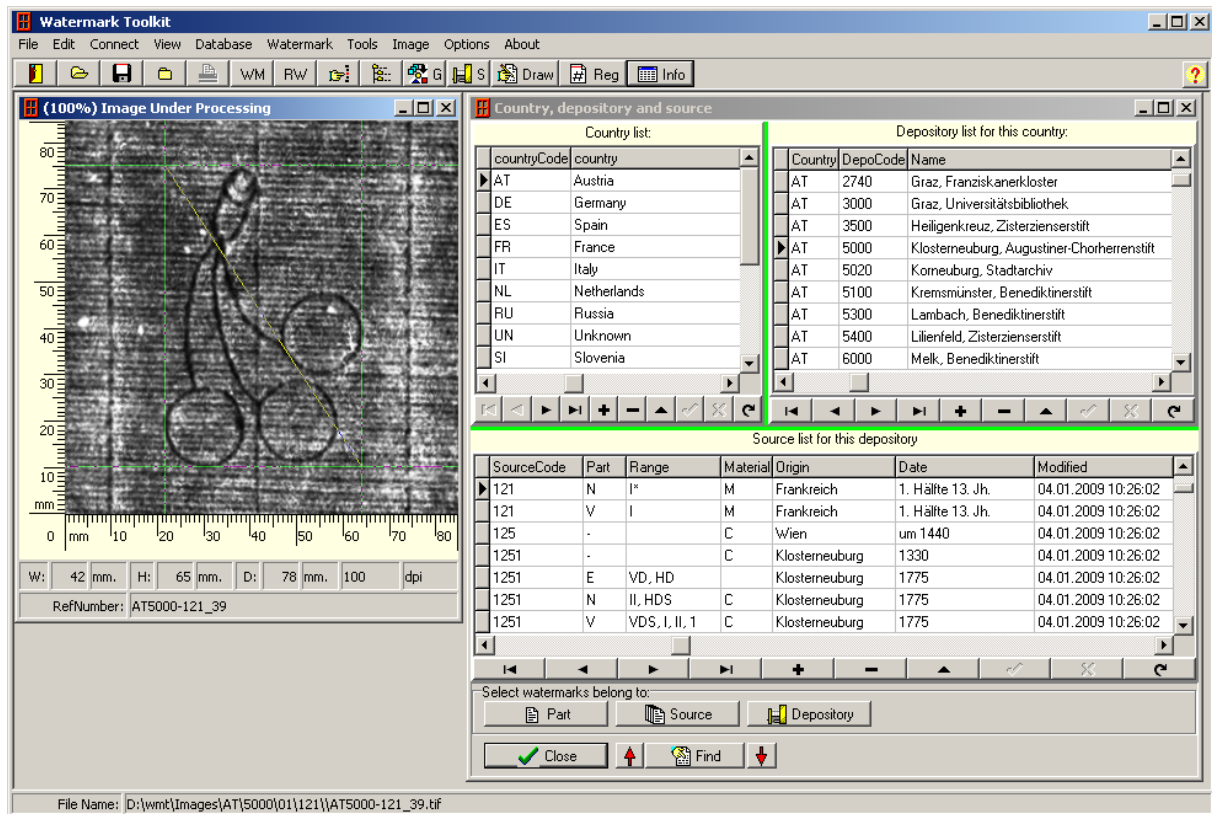 Watermark Toolkit
File Edit Connect View Database Watermark Tools Image Options About
WM RW G S Draw Reg Info
(100%) Image Under Processing
80
70
60
50
40
30
20
10
mm
0 mm 10 20 30 40 50 60 70 80
W: 42 mm. H: 65 mm. D: 78 mm. 100 dpi
RefNumber: AT5000-121_39
Country, depository and source
Country list:
countryCode country
AT Austria
DE Germany
ES Spain
FR France
IT Italy
NL Netherlands
RU Russia
UN Unknown
SI Slovenia
Depository list for this country:
Country DepoCode Name
AT 2740 Graz, Franziskanerkloster
AT 3000 Graz, Universitätsbibliothek
AT 3500 Heiligenkreuz, Zisterzienserstift
AT 5000 Klosterneuburg, Augustiner-Chorherrenstift
AT 5020 Korneuburg, Stadtarchiv
AT 5100 Kremsmünster, Benediktinerstift
AT 5300 Lambach, Benediktinerstift
AT 5400 Lilienfeld, Zisterzienserstift
AT 6000 Melk, Benediktinerstift
Source list for this depository
SourceCode Part Range Material Origin Date Modified
121 N I* M Frankreich 1. Hälfte 13. Jh. 04.01.2009 10:26:02
121 V I M Frankreich 1. Hälfte 13. Jh. 04.01.2009 10:26:02
125 - C Wien um 1440 04.01.2009 10:26:02
1251 - C Klosterneuburg 1330 04.01.2009 10:26:02
1251 E VD, HD Klosterneuburg 1775 04.01.2009 10:26:02
1251 N II, HDS C Klosterneuburg 1775 04.01.2009 10:26:02
1251 V VDS, I, II, 1 C Klosterneuburg 1775 04.01.2009 10:26:02
Select watermarks belong to:
Part Source Depository
Close Find
File Name: D:\wmt\Images\AT\5000\01\121\\AT5000-121_39.tif